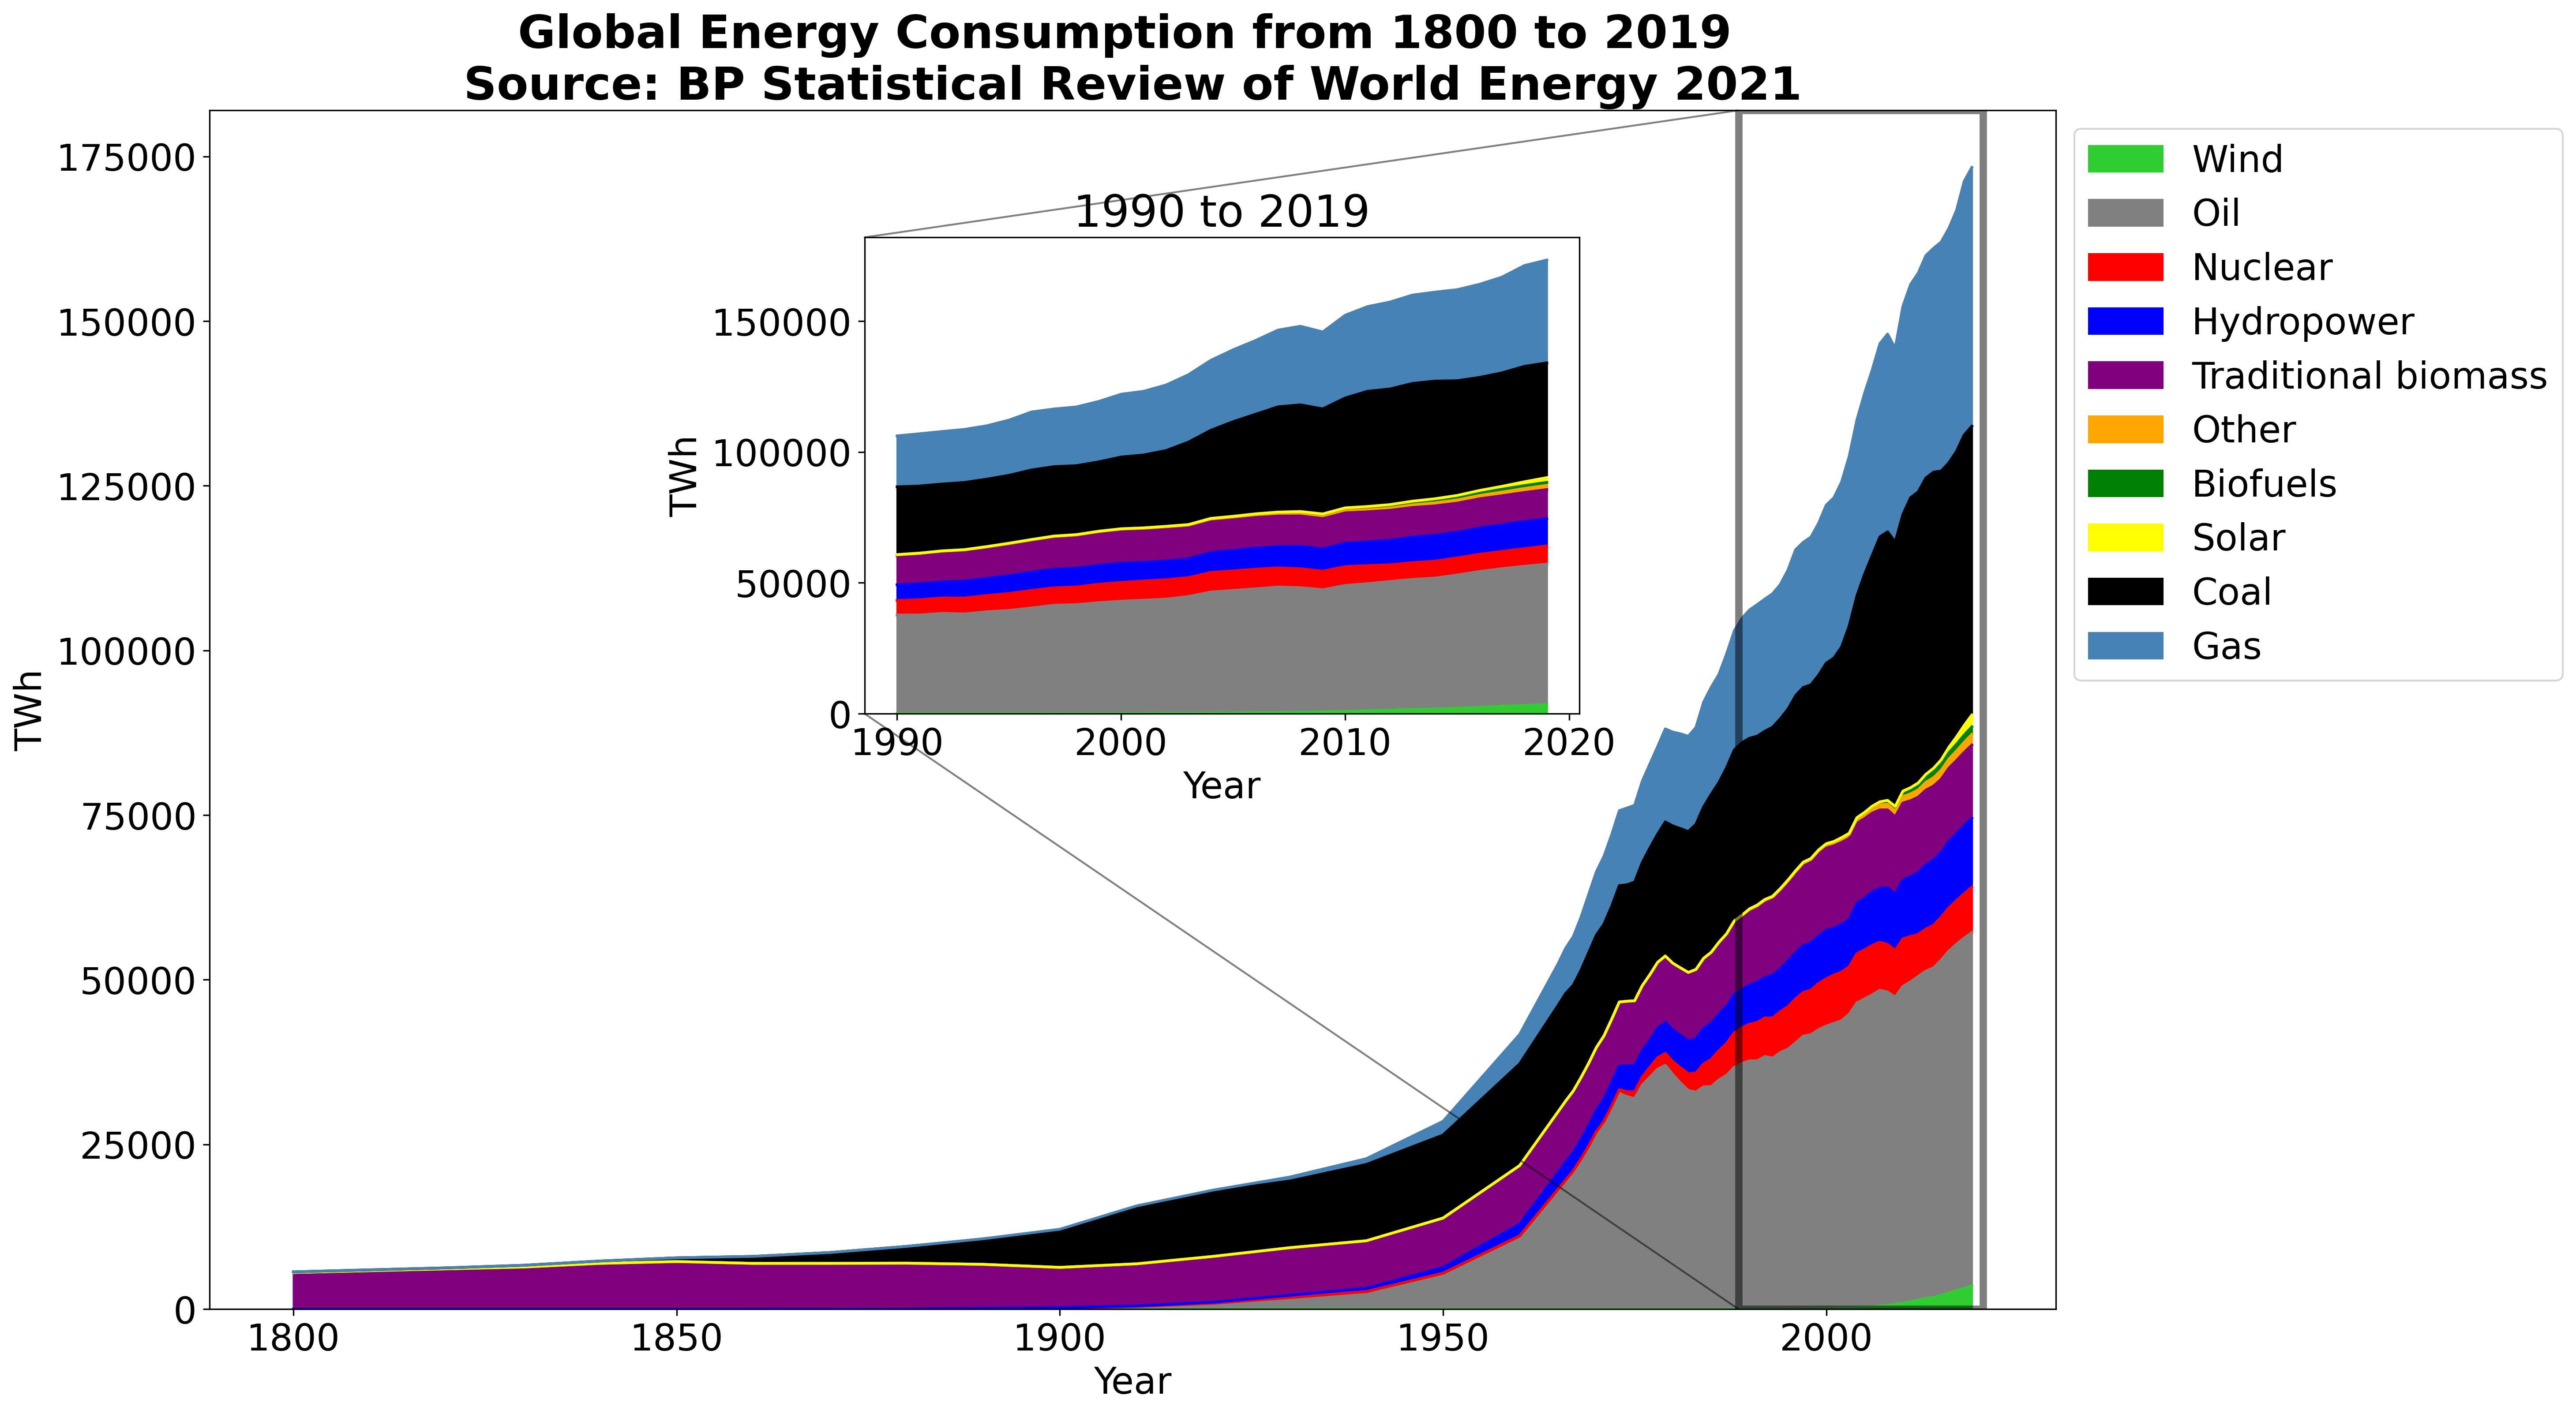 Global Energy Consumption from 1800 to 2019
Source: BP Statistical Review of World Energy 2021
TWh
175000
150000
125000
100000
75000
50000
25000
0
1800
1850
1900
1950
2000
Year
1990 to 2019
TWh
150000
100000
50000
0
1990
2000
2010
2020
Year
Wind
Oil
Nuclear
Hydropower
Traditional biomass
Other
Biofuels
Solar
Coal
Gas